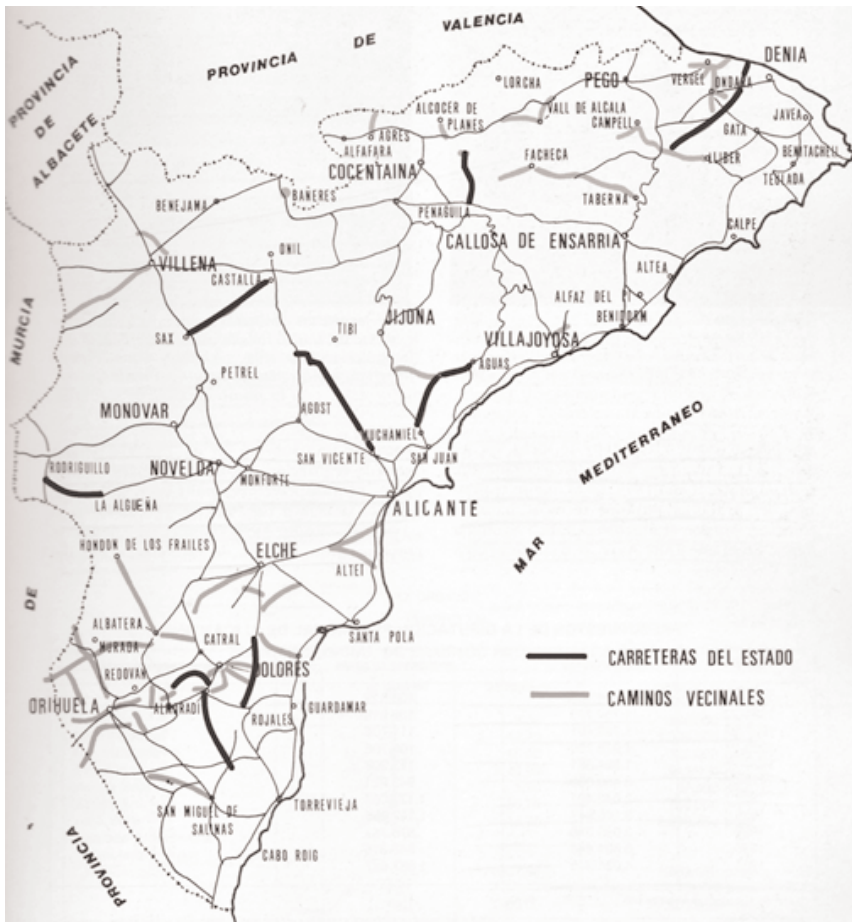 PROVINCIA DE VALENCIA
PROVINCIA
DE
ALBACETE
LORCHA
PEGO
VERGEL
ONDARA
DENIA
ALCOCER DE
PLANES
VALL DE ALCALA
CAMPELL
GATA
JAVEA
ALFAFARA
AGRES
COCENTAINA
FACHECA
LLIBER
BENITACHELL
TEULADA
BENEJAMA
BAÑERES
PENAGUILA
TABERNA
CALLOSA DE ENSARRIA
CALPE
ONIL
VILLENA
CASTALLA
ALTEA
ALFAZ DEL PI
BENIDORM
MURCIA
SAX
TIBI
JIJONA
VILLAJOYOSA
PETREL
AGUAS
MONOVAR
AGOST
MUCHAMIEL
SAN VICENTE
SAN JUAN
MEDITERRANEO
RODRIGUILLO
NOVELDA
MONFORTE
LA ALGUEÑA
ALICANTE
HONDON DE LOS FRAILES
ELCHE
ALTET
MAR
DE
ALBATERA
MURADA
CATRAL
SANTA POLA
REDOVAN
DOLORES
CARRETERAS DEL ESTADO
ORIHUELA
ALMORADI
ROJALES
GUARDAMAR
CAMINOS VECINALES
SAN MIGUEL DE
SALINAS
TORREVIEJA
CABO ROIG
PROVINCIA